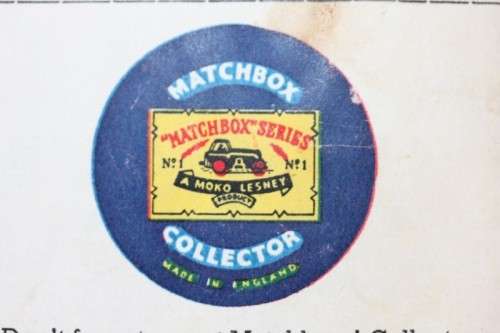 MATCHBOX
"MATCHBOX" SERIES
Nº1 Nº1
A MOKO LESNEY
PRODUCT
COLLECTOR
MADE IN ENGLAND